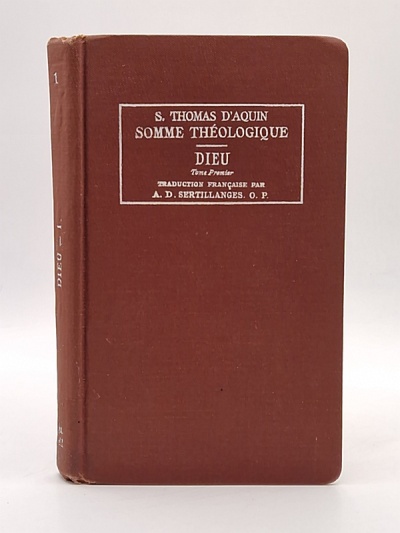 S. THOMAS D'AQUIN
SOMME THÉOLOGIQUE
DIEU
Tome Premier
TRADUCTION FRANÇAISE PAR
A. D. SERTILLANGES. O. P.
1
DIEU — I.